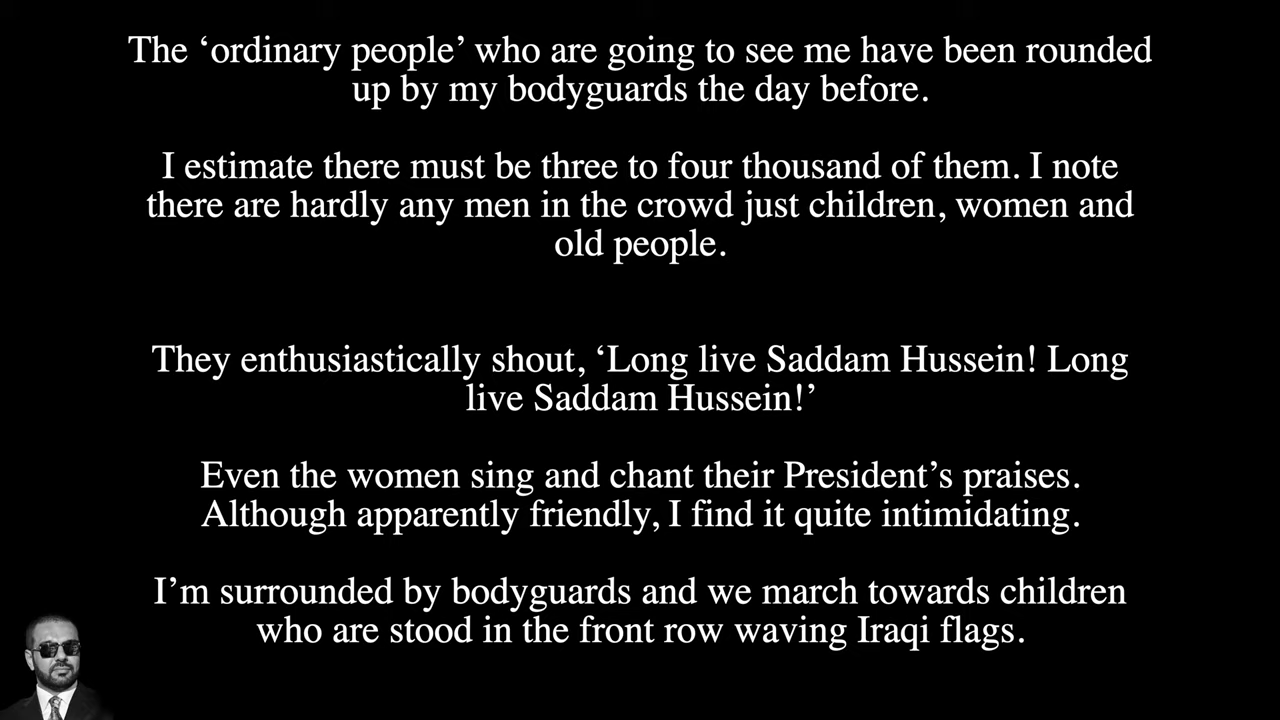 The ‘ordinary people’ who are going to see me have been rounded
up by my bodyguards the day before.
I estimate there must be three to four thousand of them. I note
there are hardly any men in the crowd just children, women and
old people.
They enthusiastically shout, ‘Long live Saddam Hussein! Long
live Saddam Hussein!’
Even the women sing and chant their President’s praises.
Although apparently friendly, I find it quite intimidating.
I’m surrounded by bodyguards and we march towards children
who are stood in the front row waving Iraqi flags.